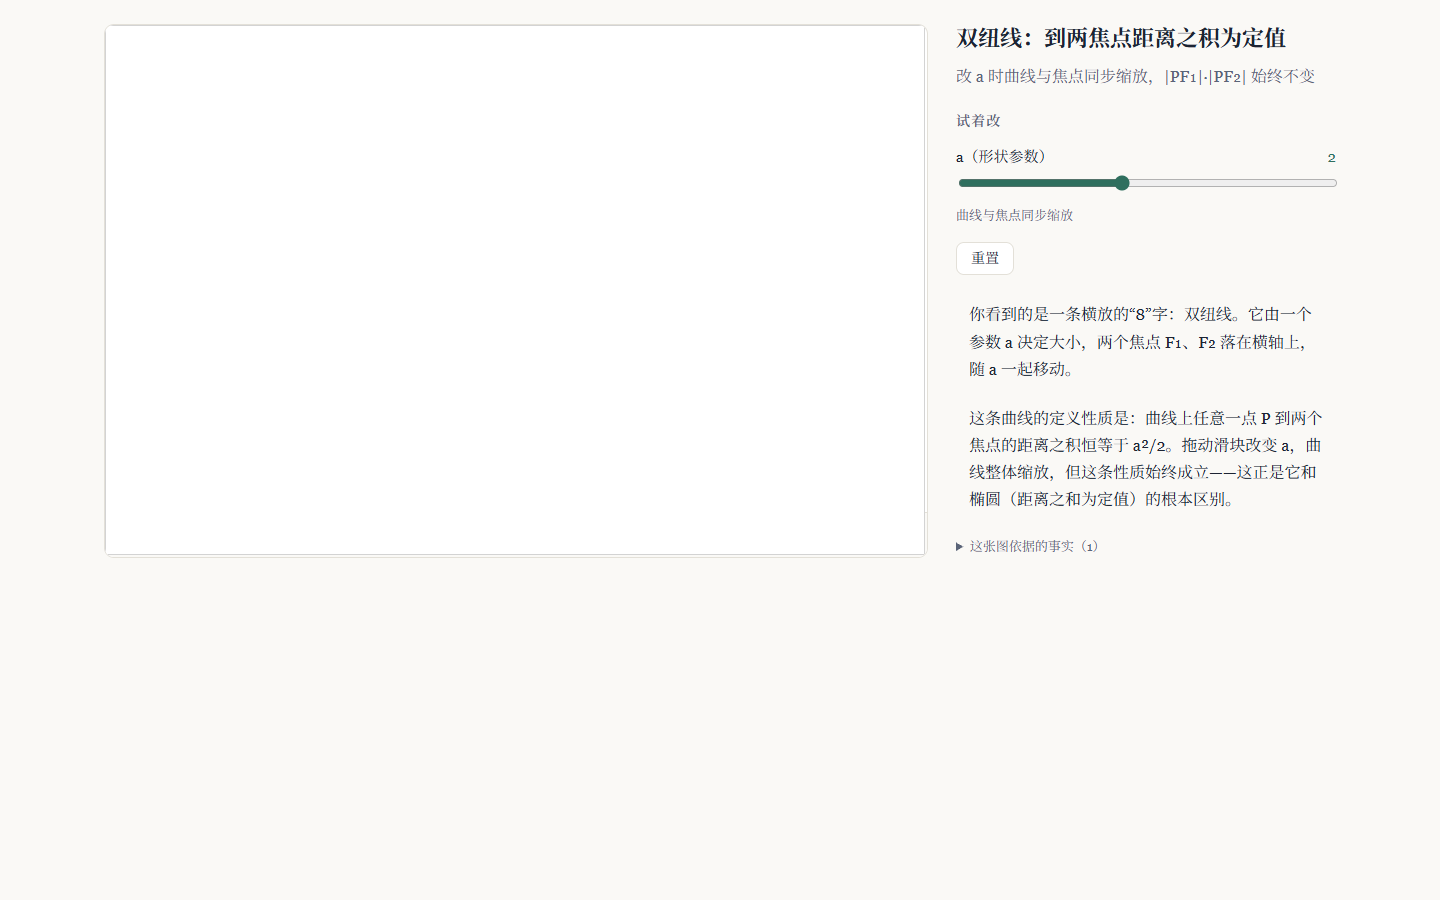 双纽线：到两焦点距离之积为定值
改 a 时曲线与焦点同步缩放，|PF₁|·|PF₂| 始终不变
试着改
a（形状参数）
2
曲线与焦点同步缩放
重置
你看到的是一条横放的“8”字：双纽线。它由一个
参数 a 决定大小，两个焦点 F₁、F₂ 落在横轴上，
随 a 一起移动。
这条曲线的定义性质是：曲线上任意一点 P 到两个
焦点的距离之积恒等于 a²/2。拖动滑块改变 a，曲
线整体缩放，但这条性质始终成立——这正是它和
椭圆（距离之和为定值）的根本区别。
▶ 这张图依据的事实（1）